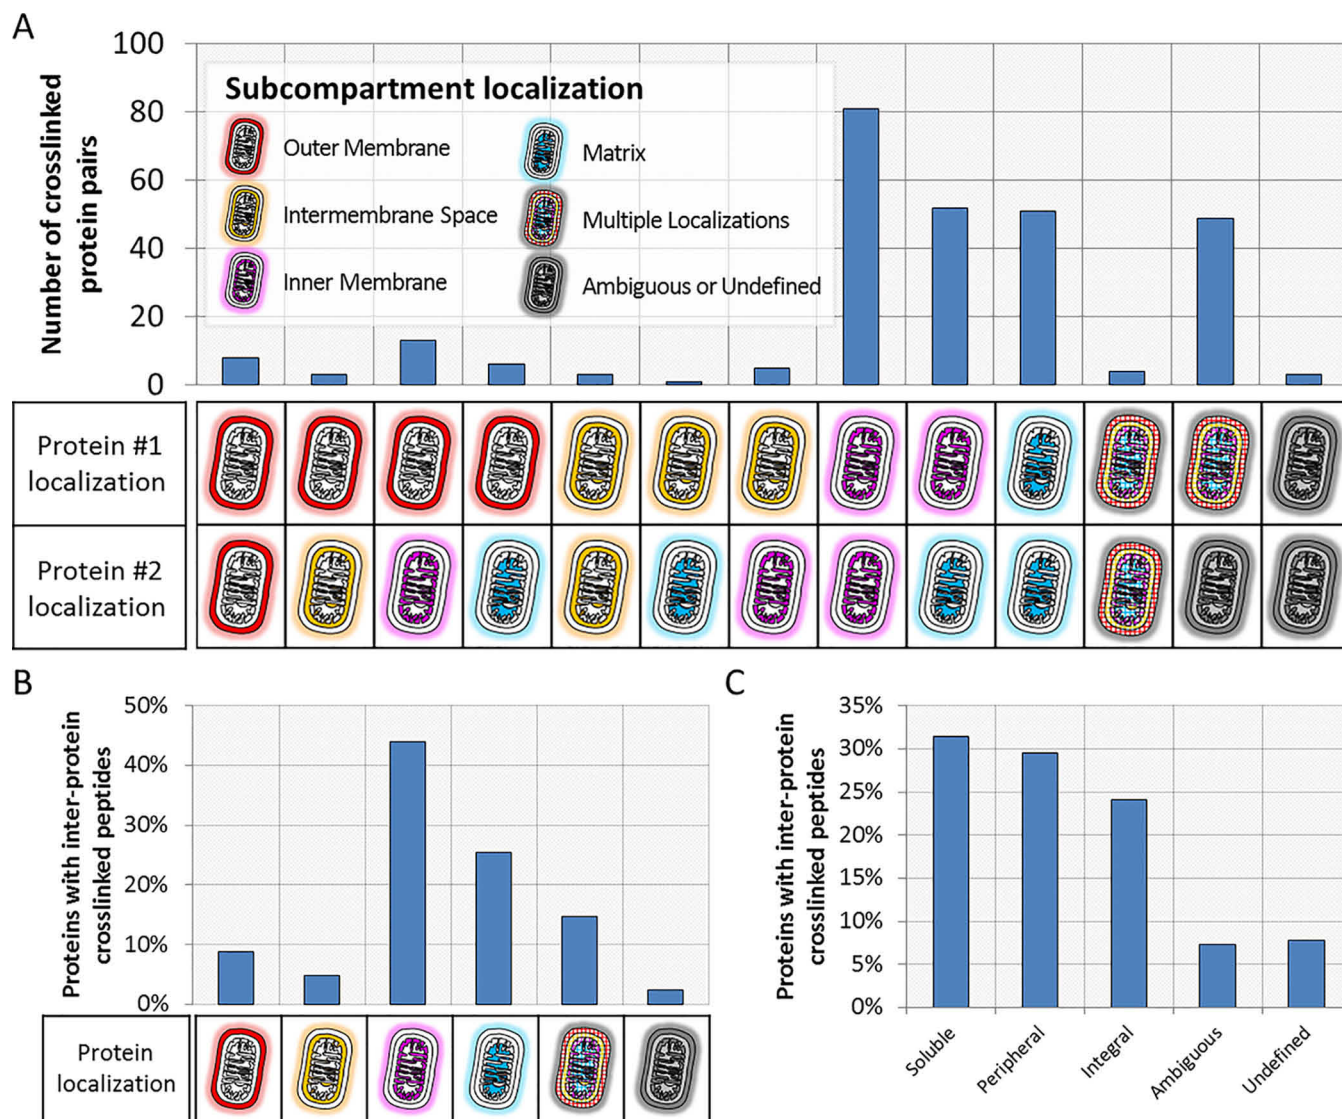 A
Number of crosslinked
protein pairs
100
80
60
40
20
0
Subcompartment localization
Outer Membrane
Matrix
Intermembrane Space
Multiple Localizations
Inner Membrane
Ambiguous or Undefined
Protein #1
localization
Protein #2
localization
B
Proteins with inter-protein
crosslinked peptides
50%
40%
30%
20%
10%
0%
Protein
localization
C
Proteins with inter-protein
crosslinked peptides
35%
30%
25%
20%
15%
10%
5%
0%
Soluble
Peripheral
Integral
Ambiguous
Undefined